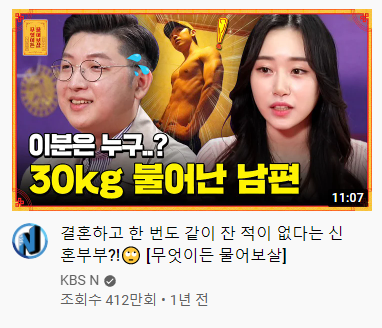 무엇이든
물어보살
!
이분은 누구..?
30kg 불어난 남편
11:07
결혼하고 한 번도 같이 잔 적이 없다는 신
혼부부?!🙄 [무엇이든 물어보살]
KBS N
조회수 412만회 • 1년 전